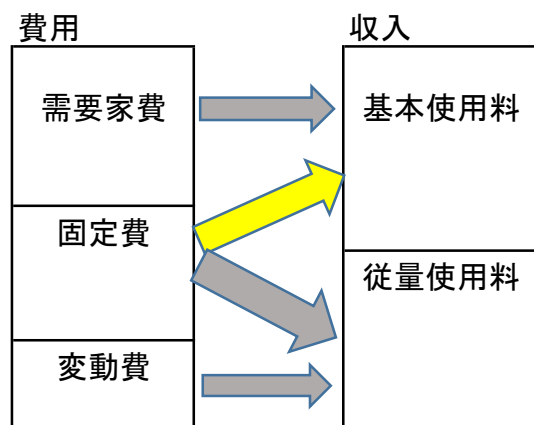 費用
収入
需要家費
基本使用料
固定費
従量使用料
変動費